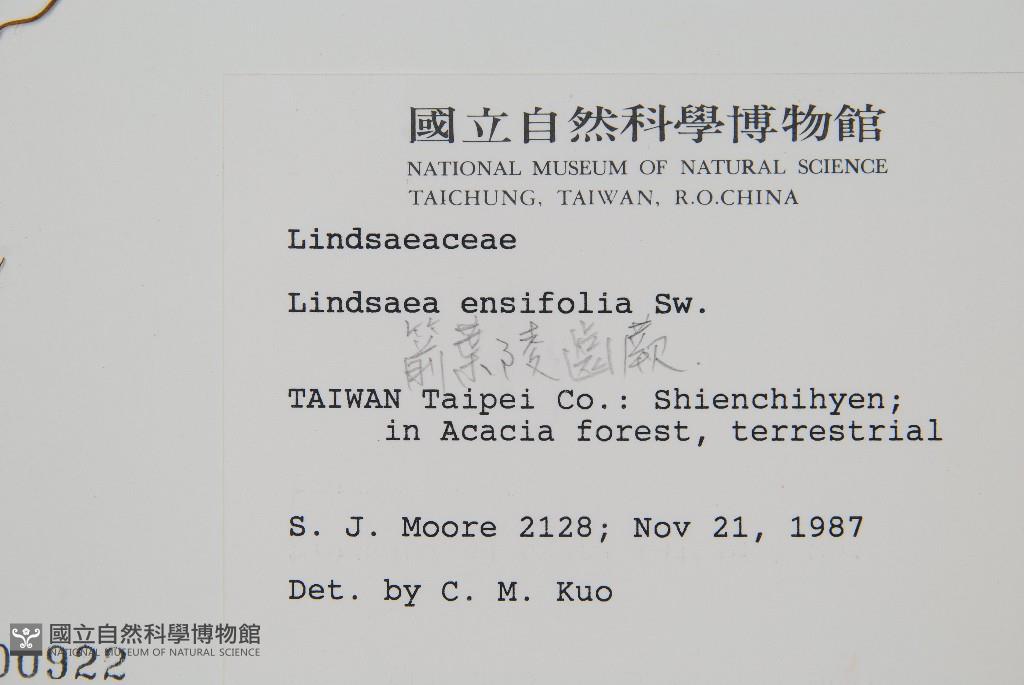 國立自然科學博物館
NATIONAL MUSEUM OF NATURAL SCIENCE
TAICHUNG, TAIWAN, R.O.CHINA
Lindsaeaceae
Lindsaea ensifolia Sw.
箭葉陵齒蕨.
TAIWAN Taipei Co.: Shienchihyen;
in Acacia forest, terrestrial
S. J. Moore 2128; Nov 21, 1987
Det. by C. M. Kuo
國立自然科學博物館
NATIONAL MUSEUM OF NATURAL SCIENCE
00922